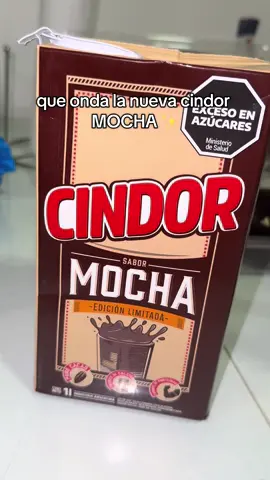 EXCESO EN
AZÚCARES
Ministerio
de Salud
que onda la nueva cindor
MOCHA
CINDOR
SABOR
MOCHA
-EDICIÓN LIMITADA-
1l